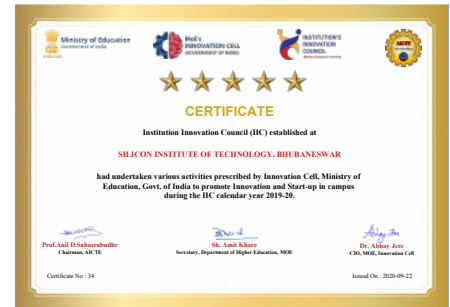 Ministry of Education
Government of India
MoE's
INNOVATION CELL
(GOVERNMENT OF INDIA)
INSTITUTION'S
INNOVATION
COUNCIL
AICTE
CERTIFICATE
Institution Innovation Council (IIC) established at
SILICON INSTITUTE OF TECHNOLOGY, BHUBANESWAR
had undertaken various activities prescribed by Innovation Cell, Ministry of
Education, Govt. of India to promote Innovation and Start-up in campus
during the IIC calendar year 2019-20.
Prof.Anil D.Sahasrabudhe
Chairman, AICTE
Sh. Amit Khare
Secretary, Department of Higher Education, MOE
Dr. Abhay Jere
CIO, MOE, Innovation Cell
Certificate No : 34
Issued On : 2020-09-22